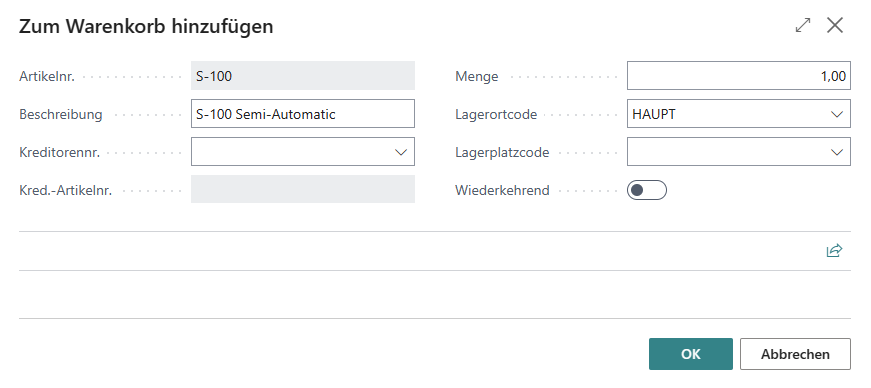 Zum Warenkorb hinzufügen
Artikelnr. S-100
Beschreibung S-100 Semi-Automatic
Kreditorennr.
Kred.-Artikelnr.
Menge 1,00
Lagerortcode HAUPT
Lagerplatzcode
Wiederkehrend
OK Abbrechen